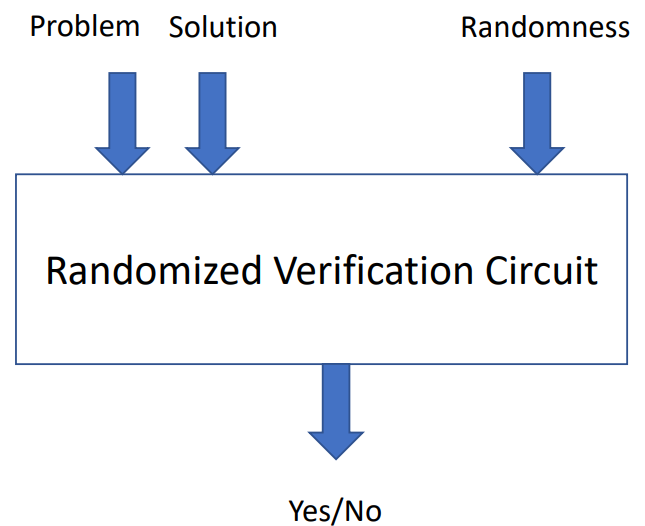 Problem Solution Randomness
Randomized Verification Circuit
Yes/No